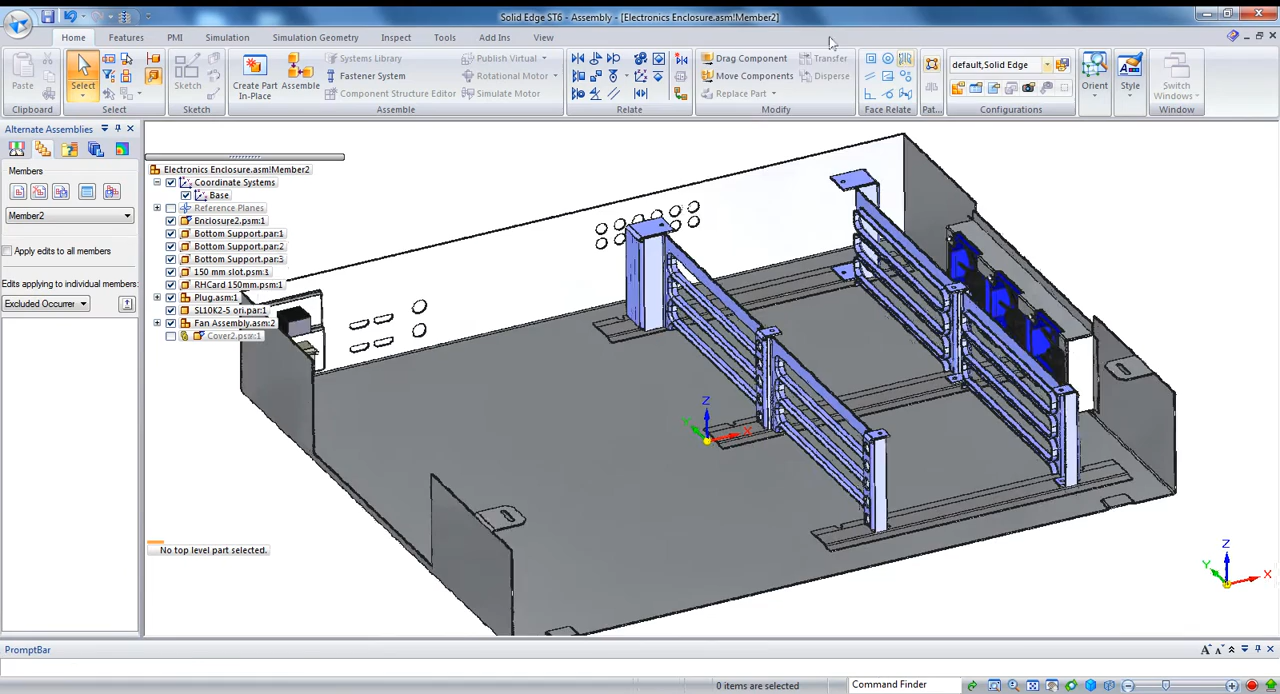 Solid Edge ST6 - Assembly - [Electronics Enclosure.asm!Member2]
Home Features PMI Simulation Simulation Geometry Inspect Tools Add Ins View
Paste
Clipboard
Select
Select
Sketch
Sketch
Create Part In-Place
Assembly
Systems Library
Fastener System
Component Structure Editor
Publish Virtual
Rotational Motor
Simulate Motor
Assemble
Relate
Drag Component
Move Components
Replace Part
Transfer
Disperse
Modify
Face Relate
Pat...
default,Solid Edge
Configurations
Orient
Style
Switch Windows
Window
Alternate Assemblies
Members
Member2
Apply edits to all members
Edits applying to individual members:
Excluded Occurrer
Electronics Enclosure.asm!Member2
Coordinate Systems
Base
Reference Planes
Enclosure2.psm:1
Bottom Support.par:1
Bottom Support.par:2
Bottom Support.par:3
150 mm slot.psm:1
RHCard 150mm.psm:1
Plug.asm:1
SL10K2-5 ori.par:1
Fan Assembly.asm:2
Cover2.psm:1
No top level part selected.
Z
Y
X
Z
Y
X
PromptBar
0 items are selected
Command Finder